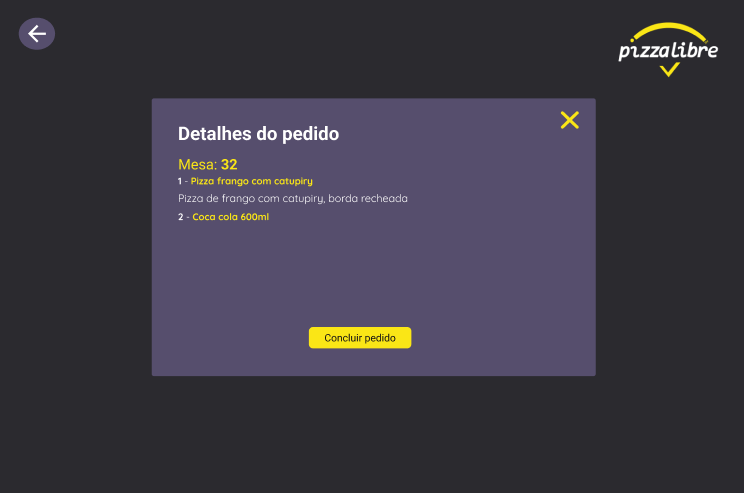 pizzalibre
Detalhes do pedido
Mesa: 32
1 - Pizza frango com catupiry
Pizza de frango com catupiry, borda recheada
2 - Coca cola 600ml
Concluir pedido